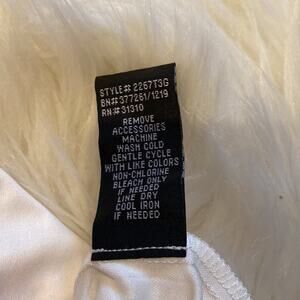 STYLE# 2267T3G
BN#377261/1219
RN#31310
REMOVE
ACCESSORIES
MACHINE
WASH COLD
GENTLE CYCLE
WITH LIKE COLORS
NON-CHLORINE
BLEACH ONLY
IF NEEDED
LINE DRY
COOL IRON
IF NEEDED